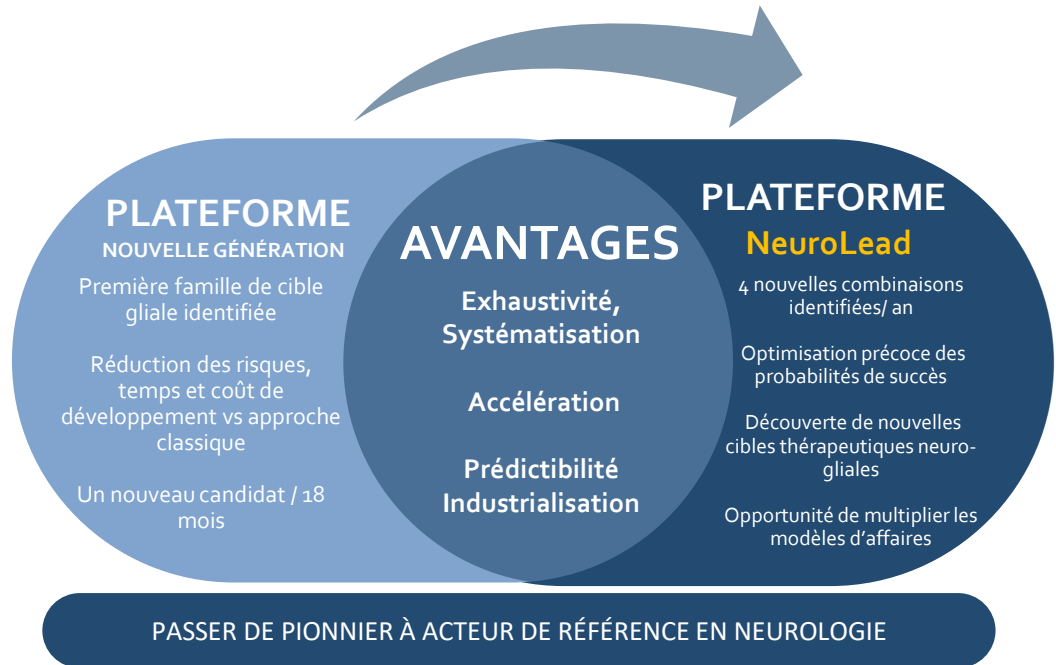 PLATEFORME
NOUVELLE GÉNÉRATION
Première famille de cible
gliale identifiée
Réduction des risques,
temps et coût de
développement vs approche
classique
Un nouveau candidat / 18
mois
AVANTAGES
Exhaustivité,
Systématisation
Accélération
Prédictibilité
Industrialisation
PLATEFORME
NeuroLead
4 nouvelles combinaisons
identifiées/ an
Optimisation précoce des
probabilités de succès
Découverte de nouvelles
cibles thérapeutiques neuro-
gliales
Opportunité de multiplier les
modèles d'affaires
PASSER DE PIONNIER À ACTEUR DE RÉFÉRENCE EN NEUROLOGIE